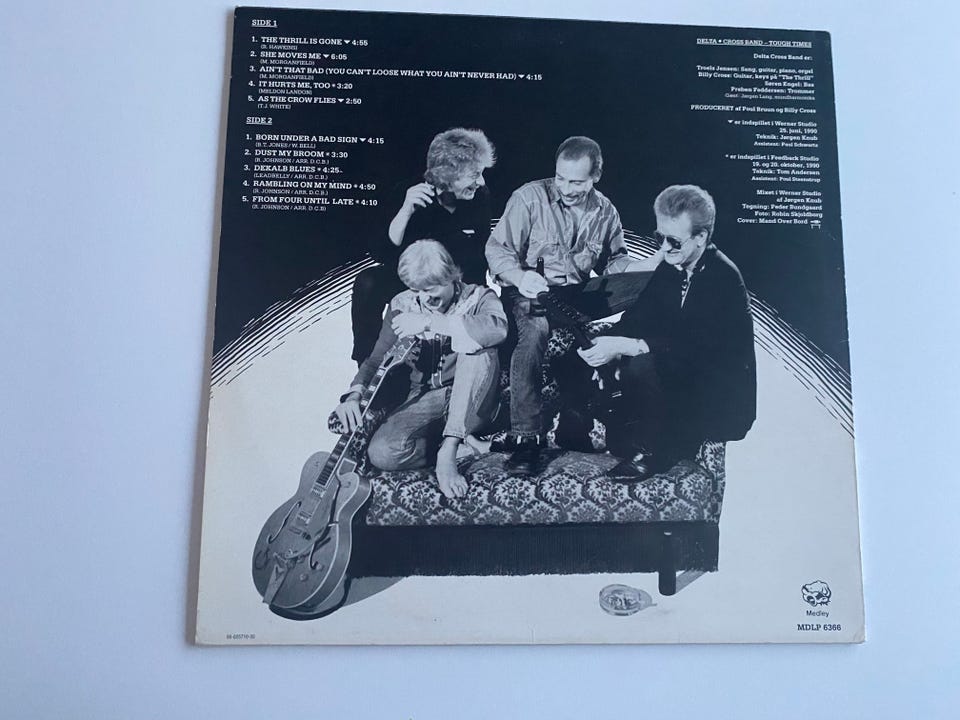 SIDE 1
1. THE THRILL IS GONE ▼ 4:55
(R. HAWKINS)
2. SHE MOVES ME ▼ 6:05
(M. MORGANFIELD)
3. AIN'T THAT BAD (YOU CAN'T LOOSE WHAT YOU AIN'T NEVER HAD) ▼ 4:15
(M. MORGANFIELD)
4. IT HURTS ME, TOO * 3:20
(MELDON LANDON)
5. AS THE CROW FLIES ▼ 2:50
(T.J. WHITE)
SIDE 2
1. BORN UNDER A BAD SIGN ▼ 4:15
(B.T. JONES / W. BELL)
2. DUST MY BROOM * 3:30
(R. JOHNSON / ARR. D.C.B.)
3. DEKALB BLUES * 4:25
(LEADBELLY / ARR. D.C.B.)
4. RAMBLING ON MY MIND * 4:50
(R. JOHNSON / ARR. D.C.B.)
5. FROM FOUR UNTIL LATE * 4:10
(R. JOHNSON / ARR. D.C.B)
DELTA ★ CROSS BAND – TOUGH TIMES
Delta Cross Band er:
Troels Jensen: Sang, guitar, piano, orgel
Billy Cross: Guitar, keys på "The Thrill"
Søren Engel: Bas
Preben Feddersen: Trommer
Gæst: Jørgen Lang, mundharmonika
PRODUCERET af Poul Bruun og Billy Cross
▼ er indspillet i Werner Studio
25. juni, 1990
Teknik: Jørgen Knub
Assistent: Poul Schwartz
* er indspillet i Feedback Studio
19. og 20. oktober, 1990
Teknik: Tom Andersen
Assistent: Poul Steenstrup
Mixet i Werner Studio
af Jørgen Knub
Tegning: Peder Bundgaard
Foto: Robin Skjoldborg
Cover: Mand Over Bord
Medley
MDLP 6366